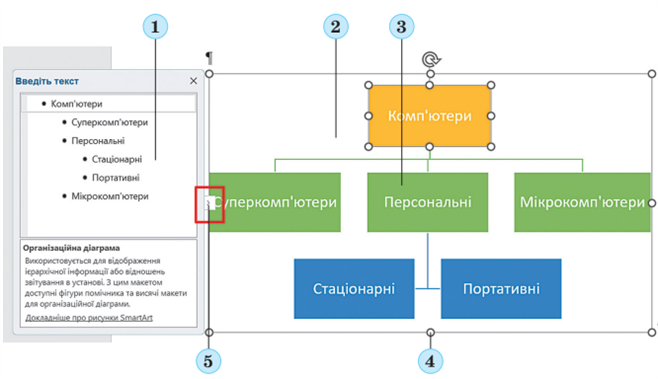 1
2
3
¶
Введіть текст
×
• Комп'ютери
• Суперкомп'ютери
• Персональні
• Стаціонарні
• Портативні
• Мікрокомп'ютери
Організаційна діаграма
Використовується для відображення
ієрархічної інформації або відношень
звітування в установі. З цим макетом
доступні фігури помічника та висячі макети
для організаційної діаграми.
Докладніше про рисунки SmartArt
Комп'ютери
Суперкомп'ютери
Персональні
Мікрокомп'ютери
Стаціонарні
Портативні
5
4